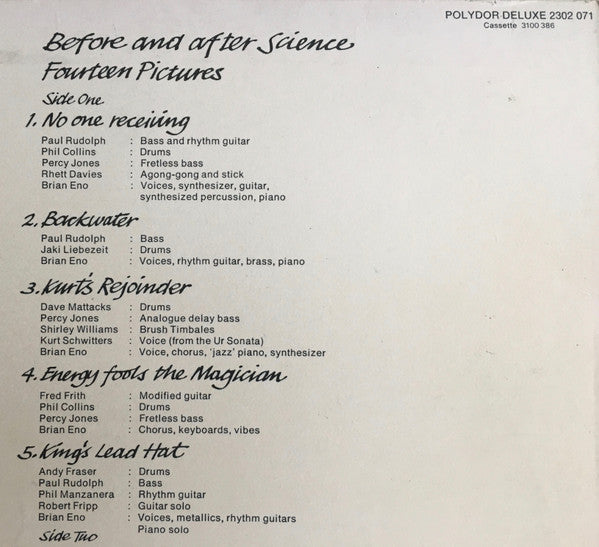 POLYDOR DELUXE 2302 071
Cassette 3100 386
Before and after Science
Fourteen Pictures
Side One
1. No one receiving
Paul Rudolph : Bass and rhythm guitar
Phil Collins : Drums
Percy Jones : Fretless bass
Rhett Davies : Agong-gong and stick
Brian Eno : Voices, synthesizer, guitar,
synthesized percussion, piano
2. Backwater
Paul Rudolph : Bass
Jaki Liebezeit : Drums
Brian Eno : Voices, rhythm guitar, brass, piano
3. Kurt's Rejoinder
Dave Mattacks : Drums
Percy Jones : Analogue delay bass
Shirley Williams : Brush Timbales
Kurt Schwitters : Voice (from the Ur Sonata)
Brian Eno : Voice, chorus, 'jazz' piano, synthesizer
4. Energy fools the Magician
Fred Frith : Modified guitar
Phil Collins : Drums
Percy Jones : Fretless bass
Brian Eno : Chorus, keyboards, vibes
5. King's Lead Hat
Andy Fraser : Drums
Paul Rudolph : Bass
Phil Manzanera : Rhythm guitar
Robert Fripp : Guitar solo
Brian Eno : Voices, metallics, rhythm guitars
Piano solo
Side Two